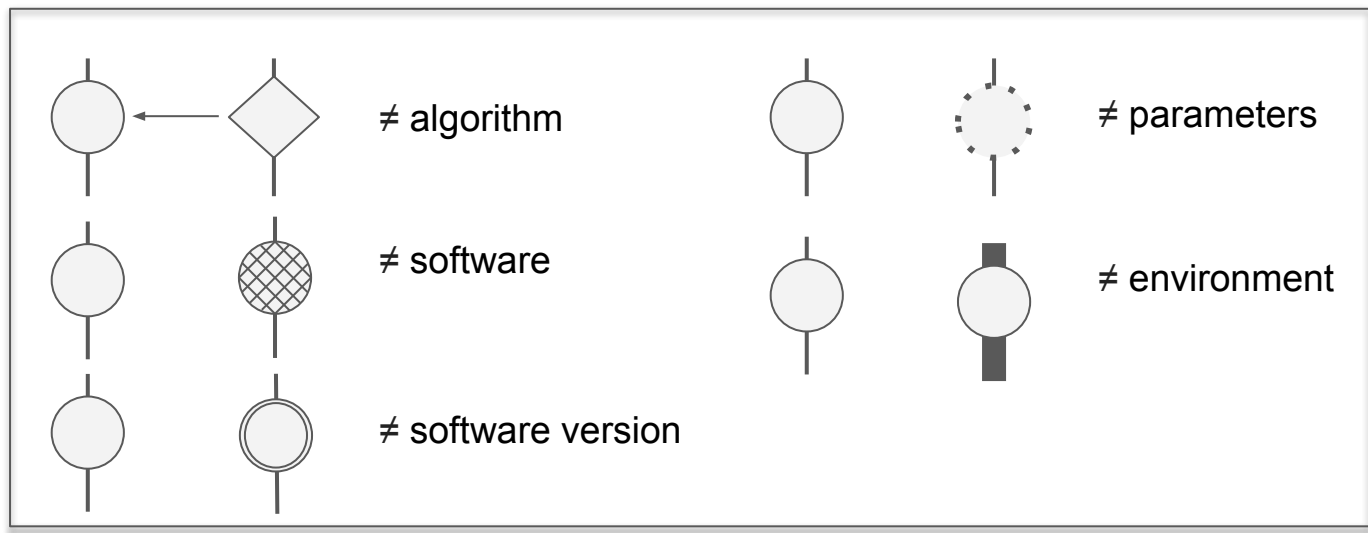 ≠ algorithm
≠ software
≠ software version
≠ parameters
≠ environment